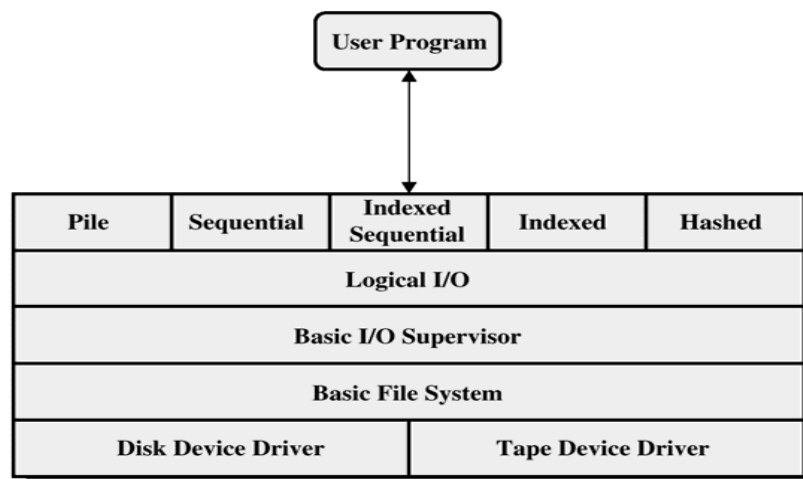 User Program
Pile
Sequential
Indexed
Sequential
Indexed
Hashed
Logical I/O
Basic I/O Supervisor
Basic File System
Disk Device Driver
Tape Device Driver